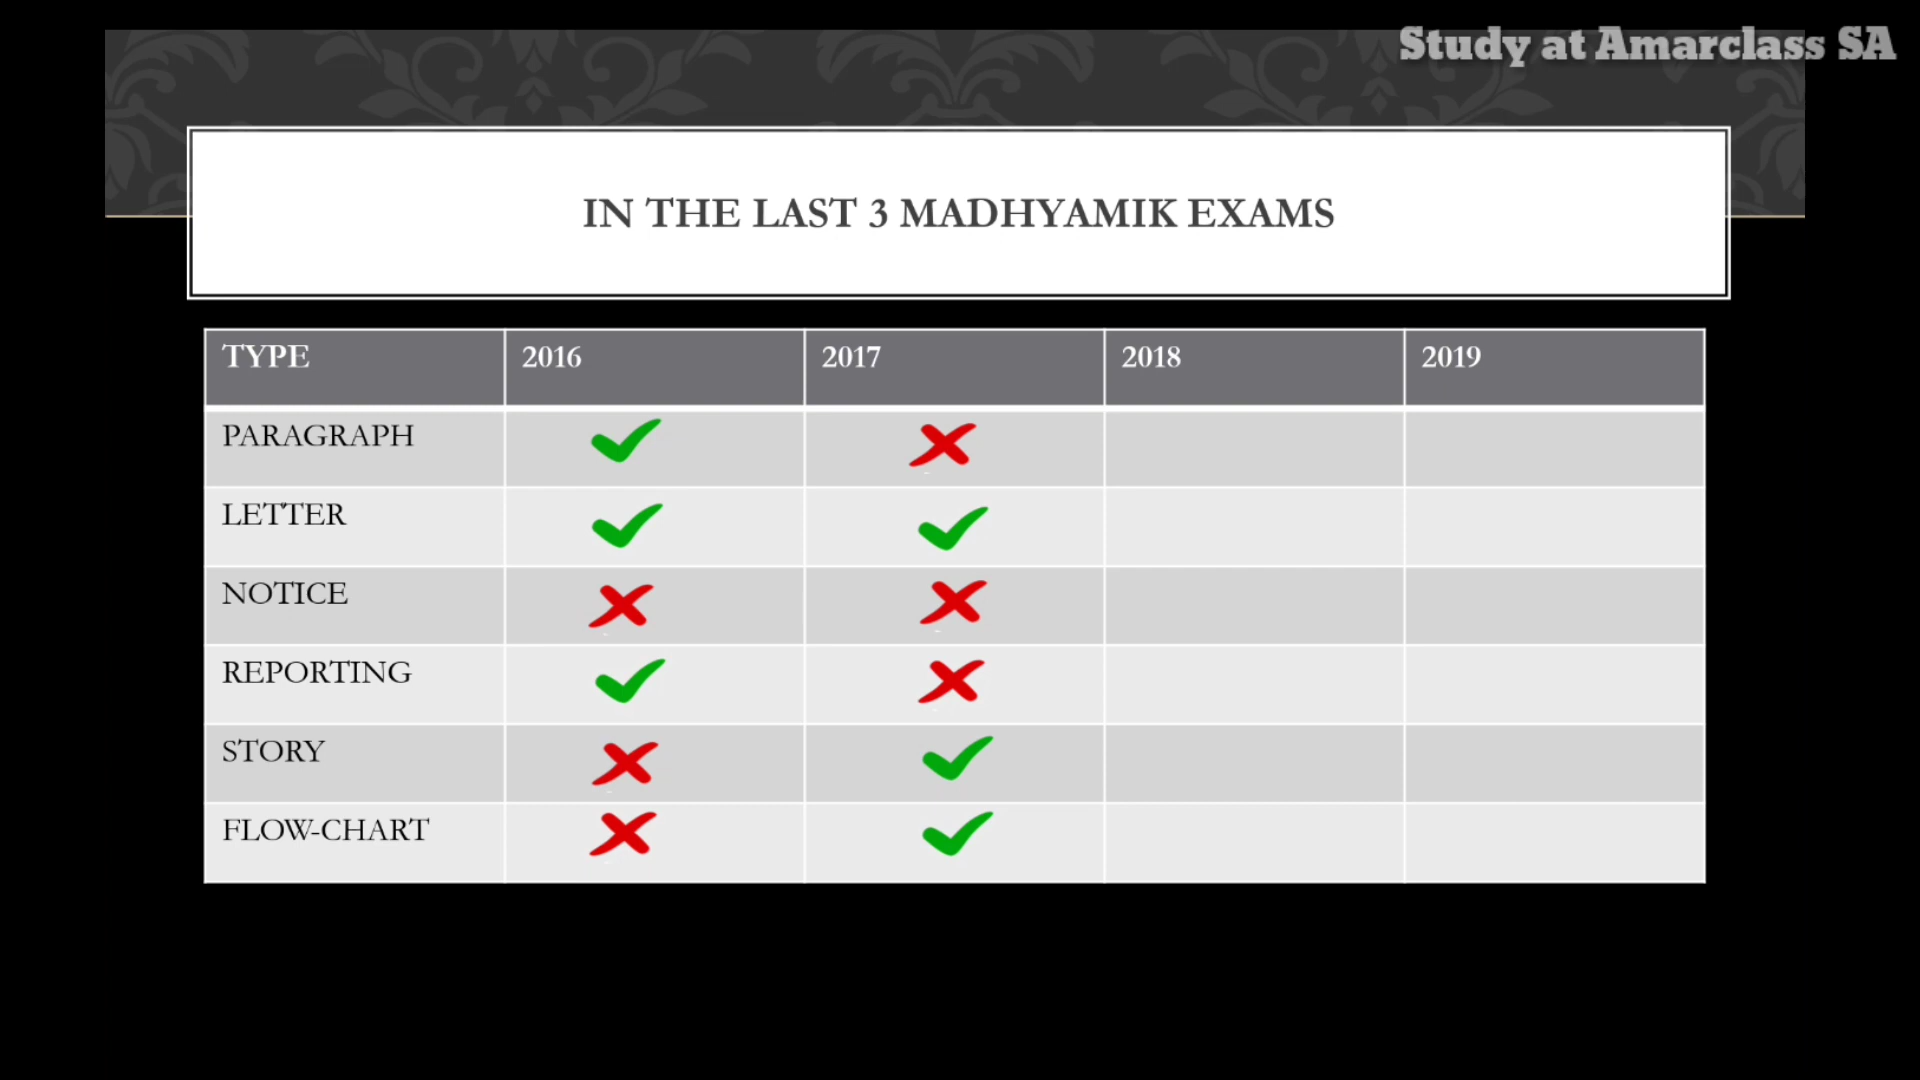 Study at Amarclass SA
IN THE LAST 3 MADHYAMIK EXAMS
TYPE 2016 2017 2018 2019
PARAGRAPH
LETTER
NOTICE
REPORTING
STORY
FLOW-CHART